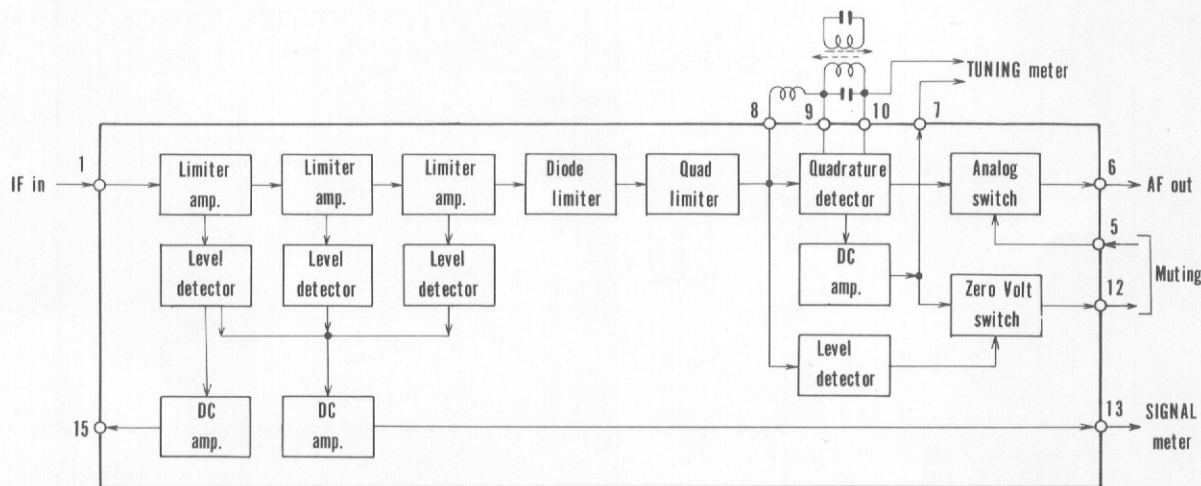 8
9
10
7
TUNING meter
1
IF in
Limiter
amp.
Limiter
amp.
Limiter
amp.
Diode
limiter
Quad
limiter
Quadrature
detector
Analog
switch
6
AF out
5
Muting
Level
detector
Level
detector
Level
detector
DC
amp.
Zero Volt
switch
12
Level
detector
15
DC
amp.
DC
amp.
13
SIGNAL
meter